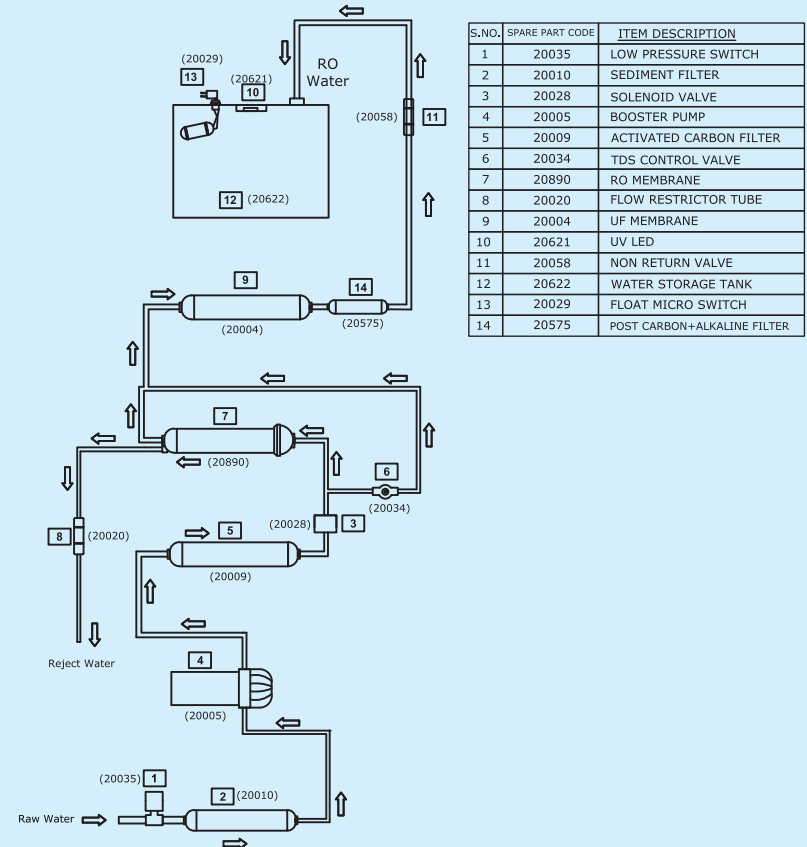 S.NO. SPARE PART CODE ITEM DESCRIPTION
1 20035 LOW PRESSURE SWITCH
2 20010 SEDIMENT FILTER
3 20028 SOLENOID VALVE
4 20005 BOOSTER PUMP
5 20009 ACTIVATED CARBON FILTER
6 20034 TDS CONTROL VALVE
7 20890 RO MEMBRANE
8 20020 FLOW RESTRICTOR TUBE
9 20004 UF MEMBRANE
10 20621 UV LED
11 20058 NON RETURN VALVE
12 20622 WATER STORAGE TANK
13 20029 FLOAT MICRO SWITCH
14 20575 POST CARBON+ALKALINE FILTER
(20029)
13
(20621)
10
RO
Water
(20058) 11
12 (20622)
9
(20004)
14
(20575)
7
(20890)
6
(20034)
(20028) 3
8 (20020)
5
(20009)
Reject Water
4
(20005)
(20035) 1
2 (20010)
Raw Water